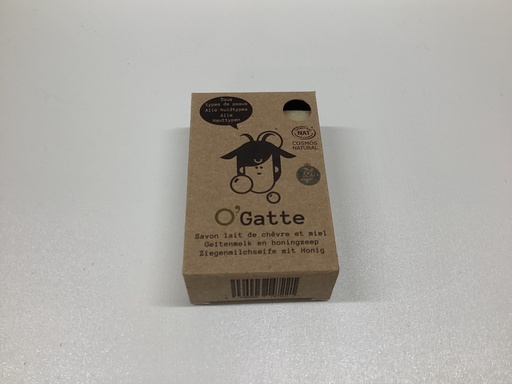 Tous
types de peaux
Alle huidtypen
Alle
Hauttypen
NAT
COSMOS
NATURAL
O'Gatte
Savon lait de chèvre et miel
Geitenmelk en honingzeep
Ziegenmilchseife mit Honig